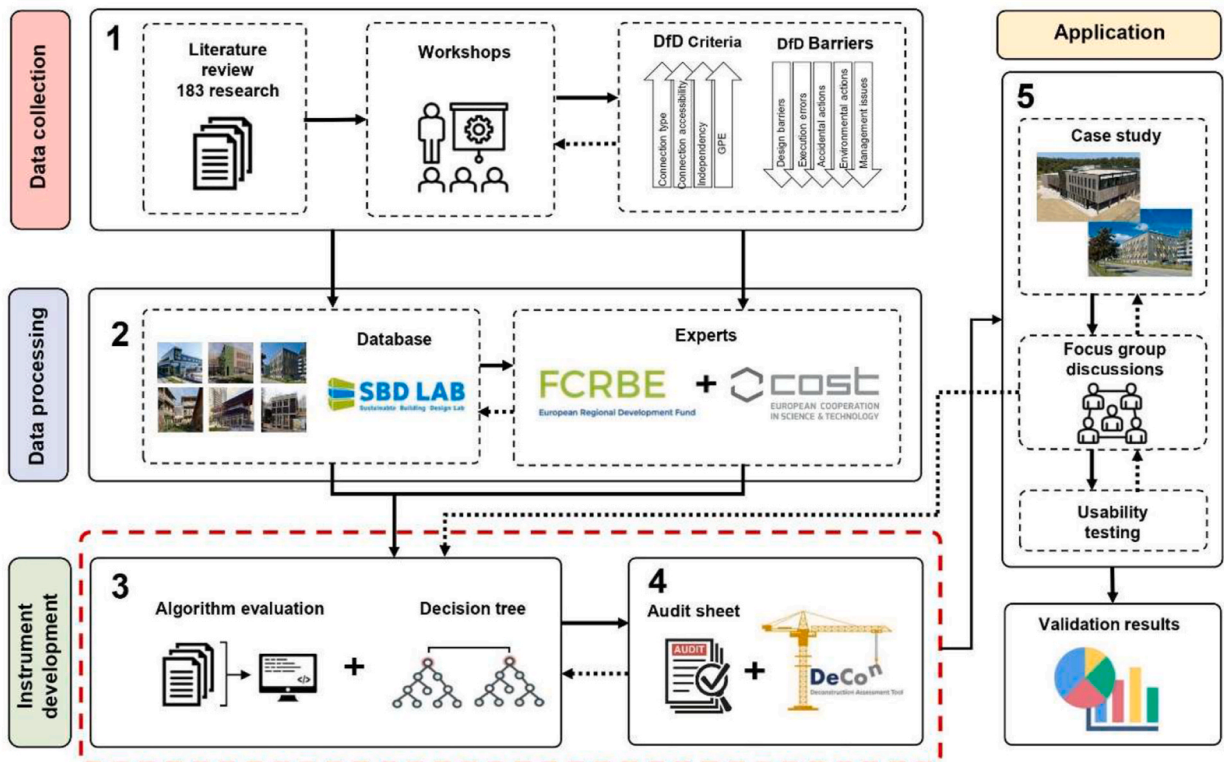 Data collection
1
Literature
review
183 research
Workshops
DfD Criteria
Connection type
Connection accessibility
Independency
GPE
DfD Barriers
Design barriers
Execution errors
Accidental actions
Environmental actions
Management issues
Data processing
2
Database
SBD LAB
Sustainable Building Design Lab
Experts
FCRBE
European Regional Development Fund
+
cost
EUROPEAN COOPERATION
IN SCIENCE & TECHNOLOGY
Instrument
development
3
Algorithm evaluation
</>
+
Decision tree
4
Audit sheet
AUDIT
+
DeCon
Deconstruction Assessment Tool
Application
5
Case study
Focus group
discussions
Usability
testing
Validation results